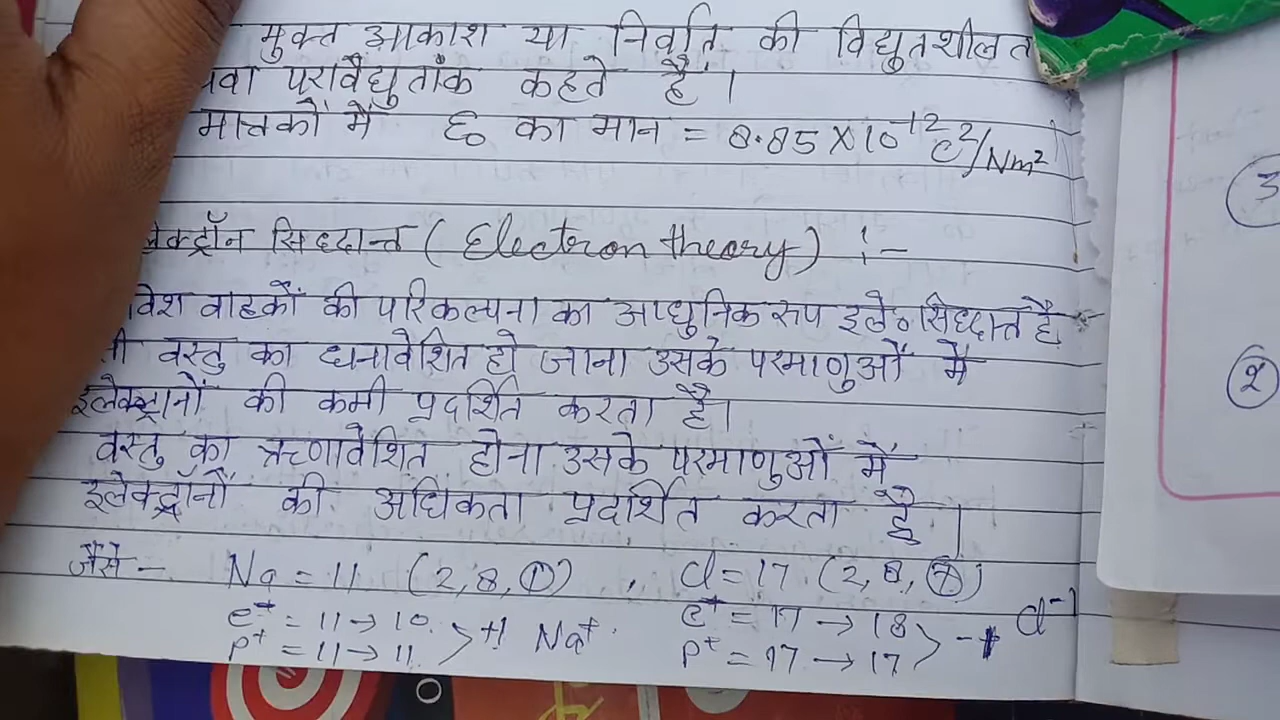 मुक्त आकाश या निर्वात की विद्युतशीलत
थवा परावैद्युतांक कहते हैं।
मात्रकों में ε₀ का मान = 8.85 X 10⁻¹² C²/Nm²
लेक्ट्रॉन सिद्धान्त (Electron theory) :-
वेश वाहकों की परिकल्पना का आधुनिक रूप इले० सिद्धान्त है
वस्तु का धनावेशित हो जाना उसके परमाणुओं में
इलेक्ट्रानों की कमी प्रदर्शित करता है।
वस्तु का ऋणावेशित होना उसके परमाणुओं में
इलेक्ट्रॉनों की अधिकता प्रदर्शित करता है।
जैसे - Na = 11 (2,8,1) , Cl = 17 (2,8,7)
e⁺ = 11 → 10 > +1 Na⁺ e⁺ = 17 → 18 > -1 Cl⁻¹
P⁺ = 11 → 11 P⁺ = 17 → 17
3
2